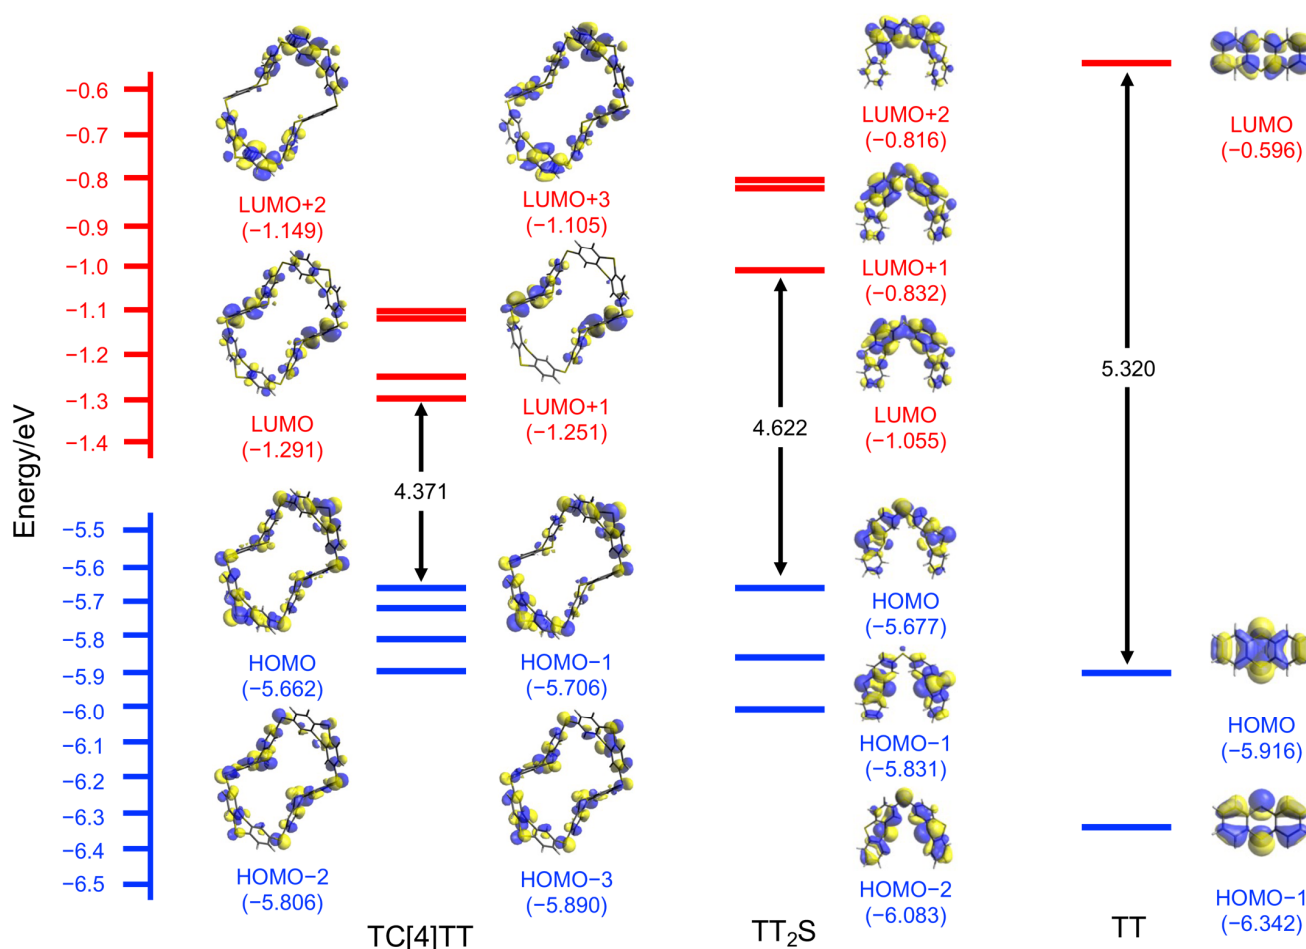 Energy/eV
−0.6
−0.7
−0.8
−0.9
−1.0
−1.1
−1.2
−1.3
−1.4
−5.5
−5.6
−5.7
−5.8
−5.9
−6.0
−6.1
−6.2
−6.3
−6.4
−6.5
LUMO+2
(−1.149)
LUMO+3
(−1.105)
LUMO
(−1.291)
LUMO+1
(−1.251)
4.371
HOMO
(−5.662)
HOMO−1
(−5.706)
HOMO−2
(−5.806)
HOMO−3
(−5.890)
TC[4]TT
LUMO+2
(−0.816)
LUMO+1
(−0.832)
LUMO
(−1.055)
4.622
HOMO
(−5.677)
HOMO−1
(−5.831)
HOMO−2
(−6.083)
TT₂S
LUMO
(−0.596)
5.320
HOMO
(−5.916)
HOMO−1
(−6.342)
TT